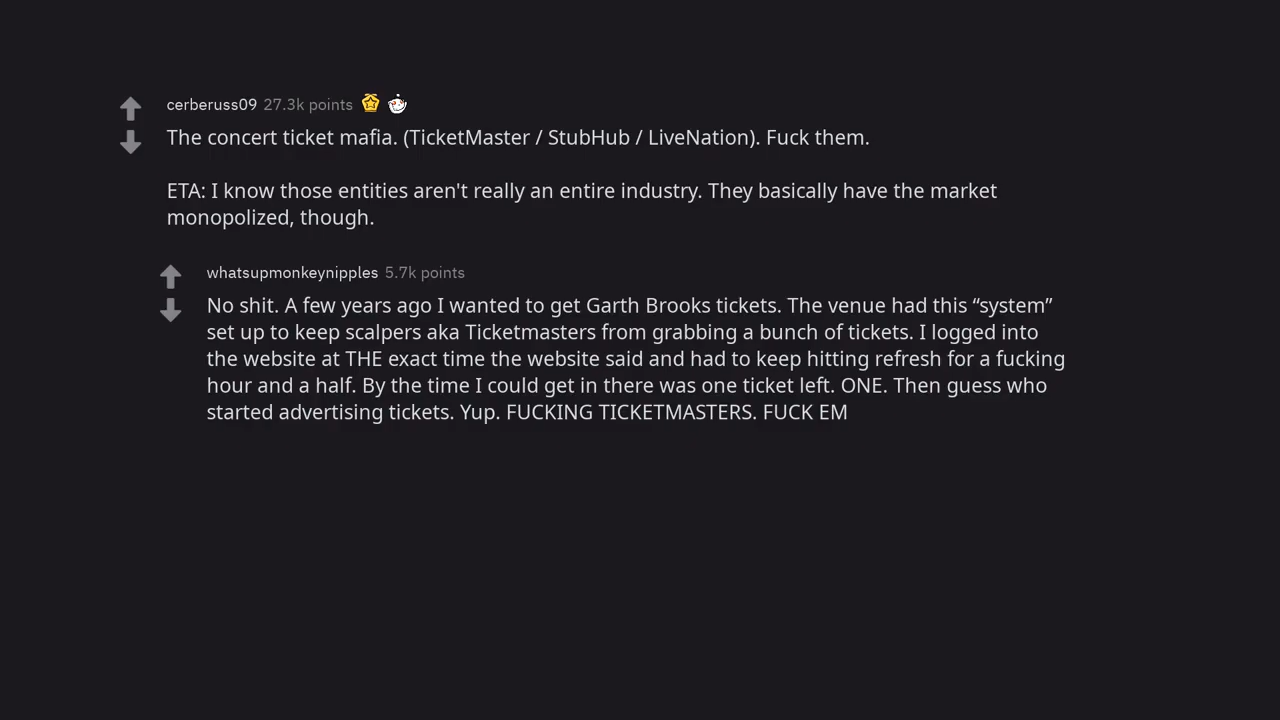 cerberuss09 27.3k points
The concert ticket mafia. (TicketMaster / StubHub / LiveNation). Fuck them.
ETA: I know those entities aren't really an entire industry. They basically have the market
monopolized, though.
whatsupmonkeynipples 5.7k points
No shit. A few years ago I wanted to get Garth Brooks tickets. The venue had this “system”
set up to keep scalpers aka Ticketmasters from grabbing a bunch of tickets. I logged into
the website at THE exact time the website said and had to keep hitting refresh for a fucking
hour and a half. By the time I could get in there was one ticket left. ONE. Then guess who
started advertising tickets. Yup. FUCKING TICKETMASTERS. FUCK EM